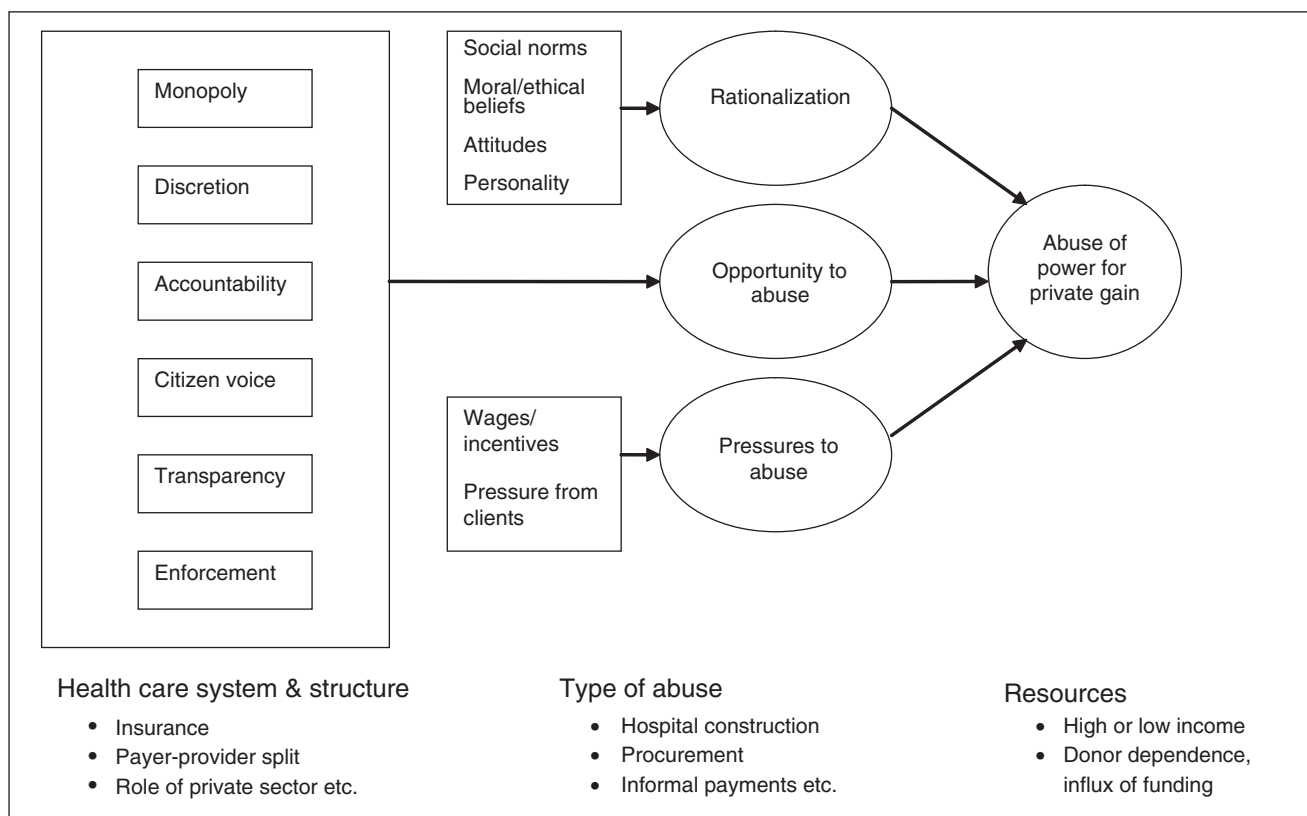 Monopoly
Discretion
Accountability
Citizen voice
Transparency
Enforcement
Social norms
Moral/ethical
beliefs
Attitudes
Personality
Rationalization
Opportunity to
abuse
Wages/
incentives
Pressure from
clients
Pressures to
abuse
Abuse of
power for
private gain
Health care system & structure
• Insurance
• Payer-provider split
• Role of private sector etc.
Type of abuse
• Hospital construction
• Procurement
• Informal payments etc.
Resources
• High or low income
• Donor dependence,
influx of funding